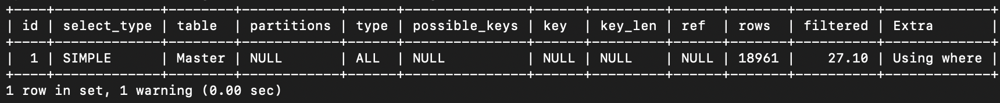 +----+-------------+--------+------------+------+---------------+------+---------+------+-------+----------+-------------+
| id | select_type | table  | partitions | type | possible_keys | key  | key_len | ref  | rows  | filtered | Extra       |
+----+-------------+--------+------------+------+---------------+------+---------+------+-------+----------+-------------+
|  1 | SIMPLE      | Master | NULL       | ALL  | NULL          | NULL | NULL    | NULL | 18961 |    27.10 | Using where |
+----+-------------+--------+------------+------+---------------+------+---------+------+-------+----------+-------------+
1 row in set, 1 warning (0.00 sec)